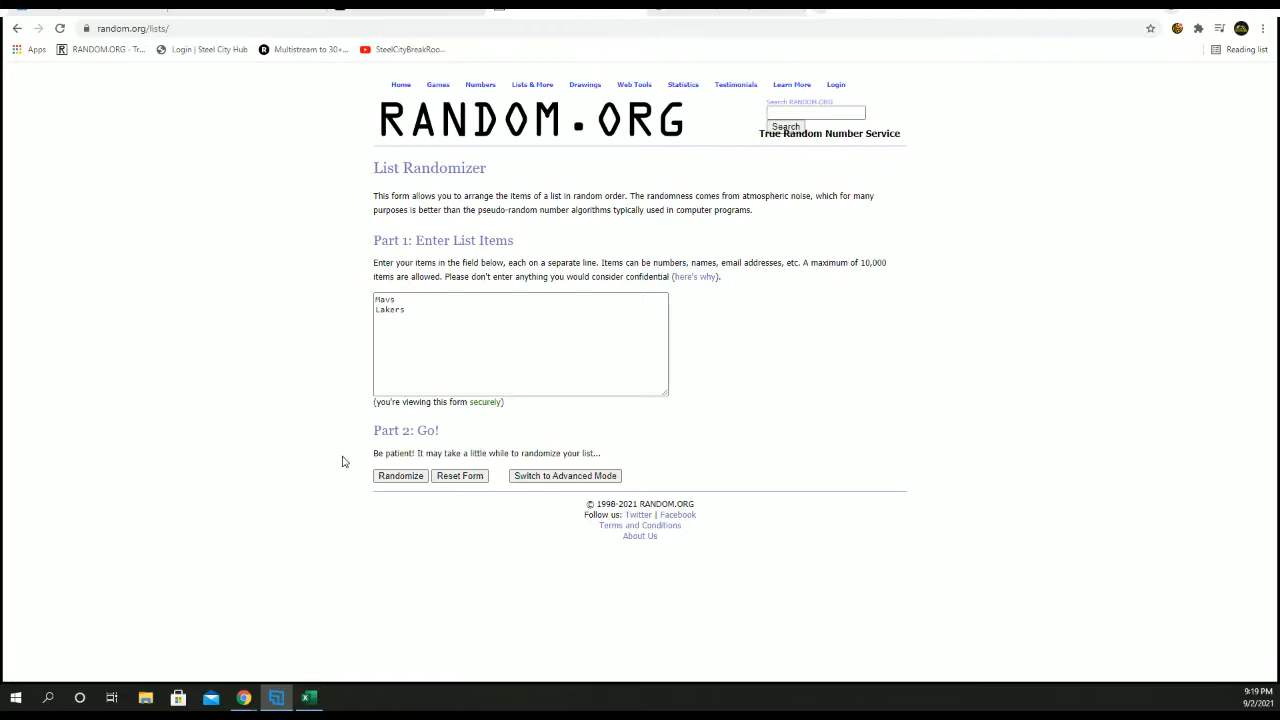 random.org/lists/
Apps
RANDOM.ORG - Tr...
Login | Steel City Hub
Multistream to 30+...
SteelCityBreakRoo...
Reading list
Home Games Numbers Lists & More Drawings Web Tools Statistics Testimonials Learn More Login
Search RANDOM.ORG
RANDOM.ORG
Search
True Random Number Service
List Randomizer
This form allows you to arrange the items of a list in random order. The randomness comes from atmospheric noise, which for many
purposes is better than the pseudo-random number algorithms typically used in computer programs.
Part 1: Enter List Items
Enter your items in the field below, each on a separate line. Items can be numbers, names, email addresses, etc. A maximum of 10,000
items are allowed. Please don't enter anything you would consider confidential (here's why).
Mavs
Lakers
(you're viewing this form securely)
Part 2: Go!
Be patient! It may take a little while to randomize your list...
Randomize Reset Form Switch to Advanced Mode
© 1998-2021 RANDOM.ORG
Follow us: Twitter | Facebook
Terms and Conditions
About Us
9:19 PM
9/2/2021